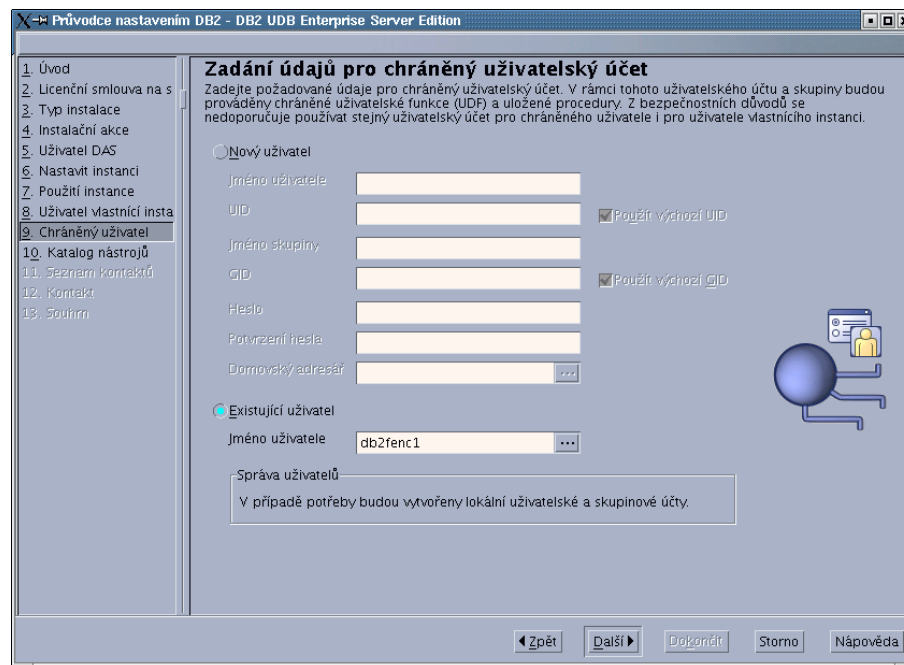 Průvodce nastavením DB2 - DB2 UDB Enterprise Server Edition
1. Úvod
2. Licenční smlouva na s
3. Typ instalace
4. Instalační akce
5. Uživatel DAS
6. Nastavit instanci
7. Použití instance
8. Uživatel vlastnící insta
9. Chráněný uživatel
10. Katalog nástrojů
11. Seznam kontaktů
12. Kontakt
13. Souhrn
Zadání údajů pro chráněný uživatelský účet
Zadejte požadované údaje pro chráněný uživatelský účet. V rámci tohoto uživatelského účtu a skupiny budou
prováděny chráněné uživatelské funkce (UDF) a uložené procedury. Z bezpečnostních důvodů se
nedoporučuje používat stejný uživatelský účet pro chráněného uživatele i pro uživatele vlastnícího instanci.
Nový uživatel
Jméno uživatele
UID
Použít výchozí UID
Jméno skupiny
GID
Použít výchozí GID
Heslo
Potvrzení hesla
Domovský adresář
...
Existující uživatel
Jméno uživatele
db2fenc1
...
Správa uživatelů
V případě potřeby budou vytvořeny lokální uživatelské a skupinové účty.
Zpět
Další
Dokončit
Storno
Nápověda